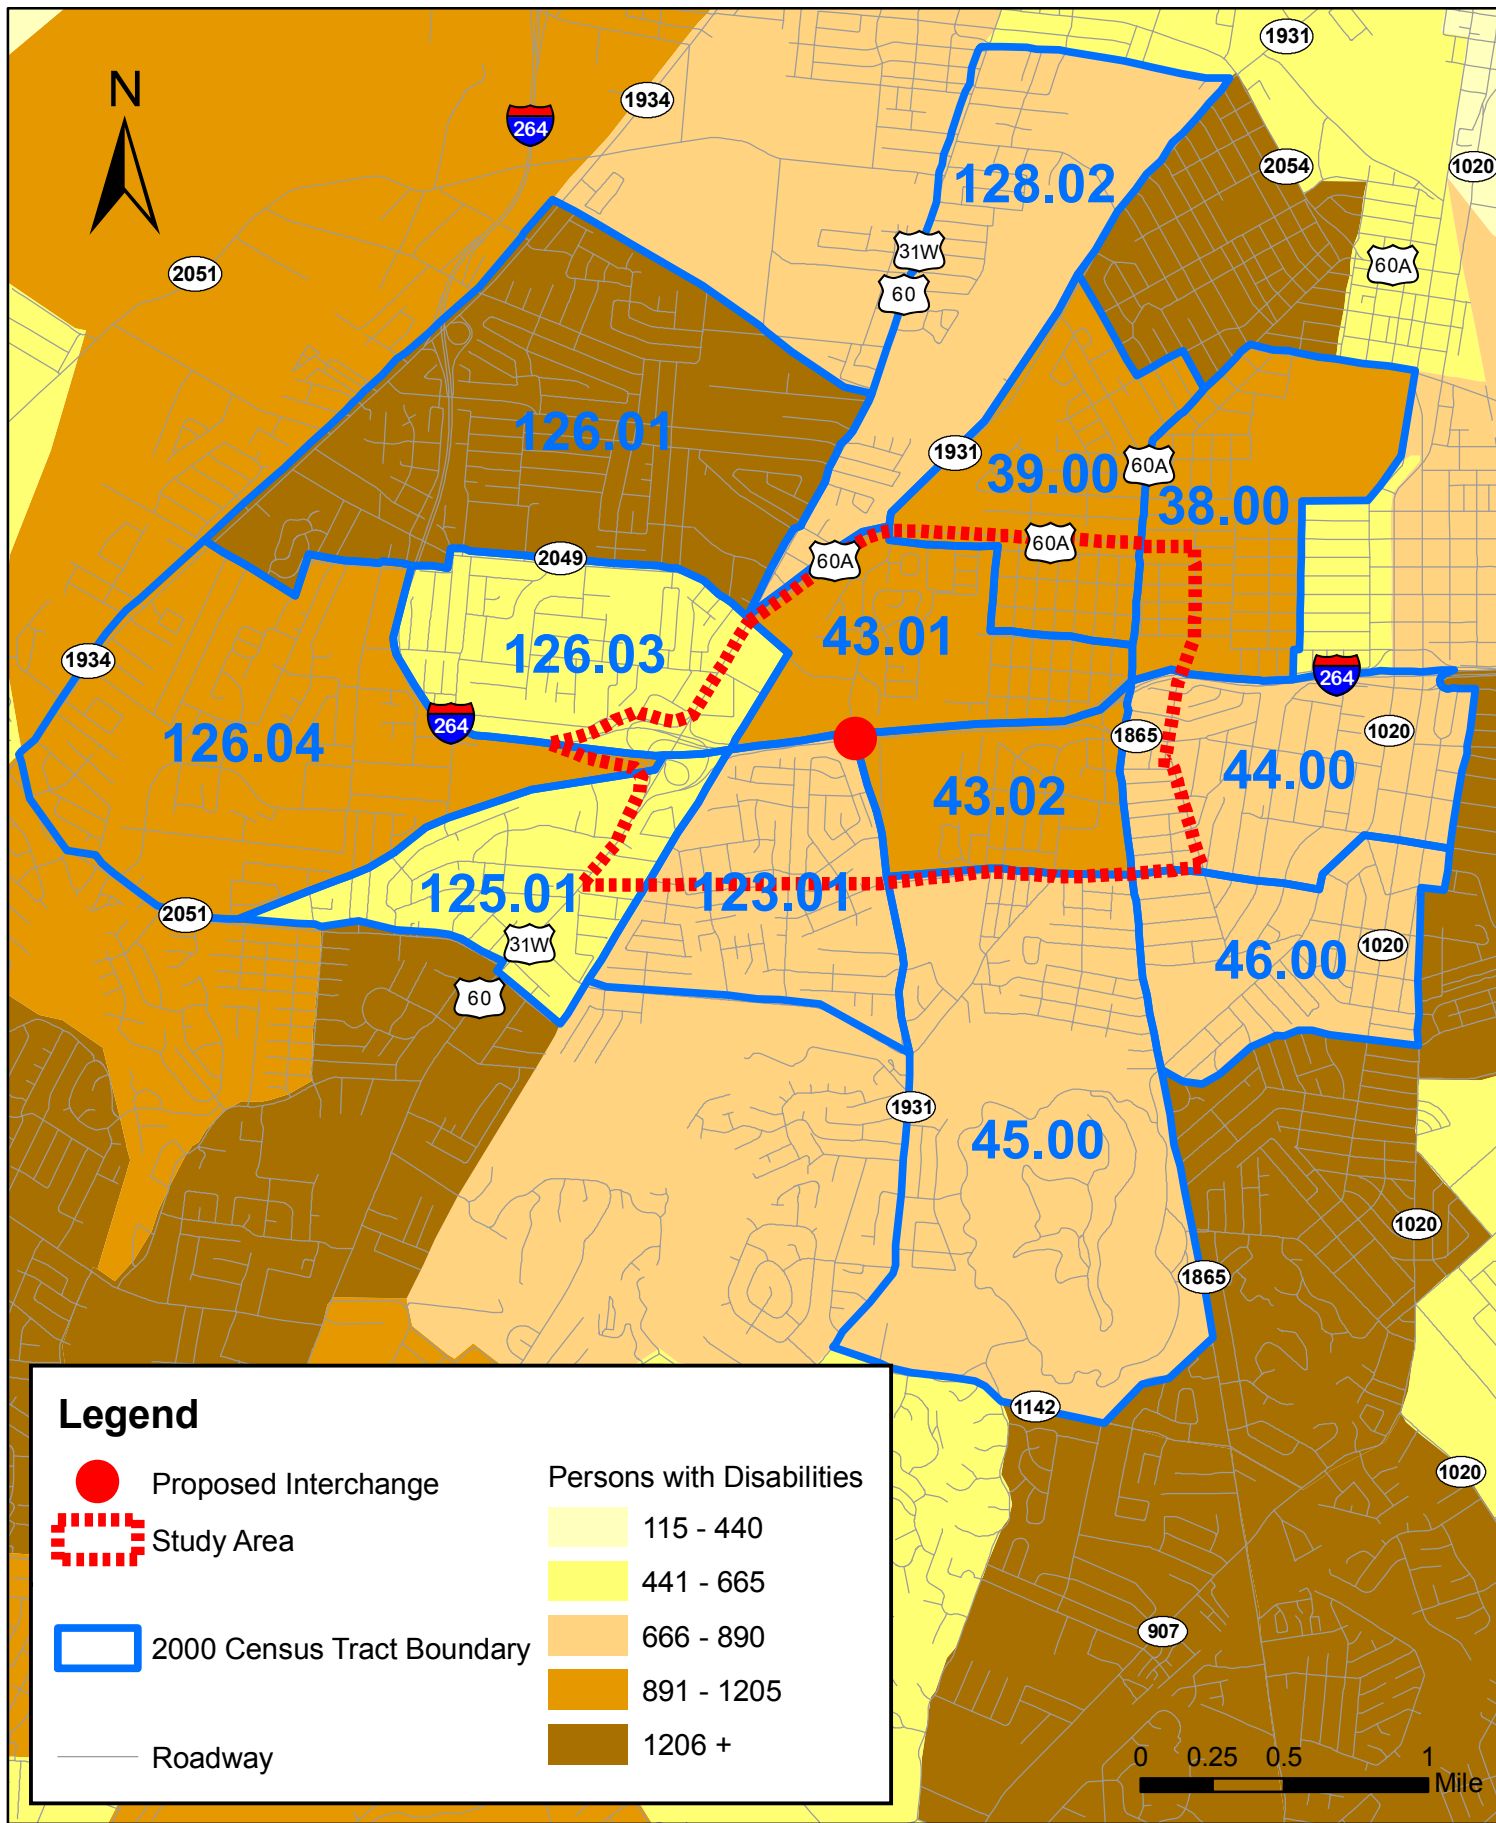 1931
N
1934
264
2054
1020
128.02
31W
60A
2051
60
126.01
1931
39.00
60A
38.00
2049
60A
60A
126.03
43.01
1934
264
264
126.04
1865
1020
44.00
43.02
125.01
123.01
2051
31W
1020
46.00
60
1931
45.00
1020
1865
1142
Legend
Proposed Interchange
Study Area
2000 Census Tract Boundary
Roadway
Persons with Disabilities
115 - 440
441 - 665
666 - 890
891 - 1205
1206 +
1020
907
0 0.25 0.5 1
Mile